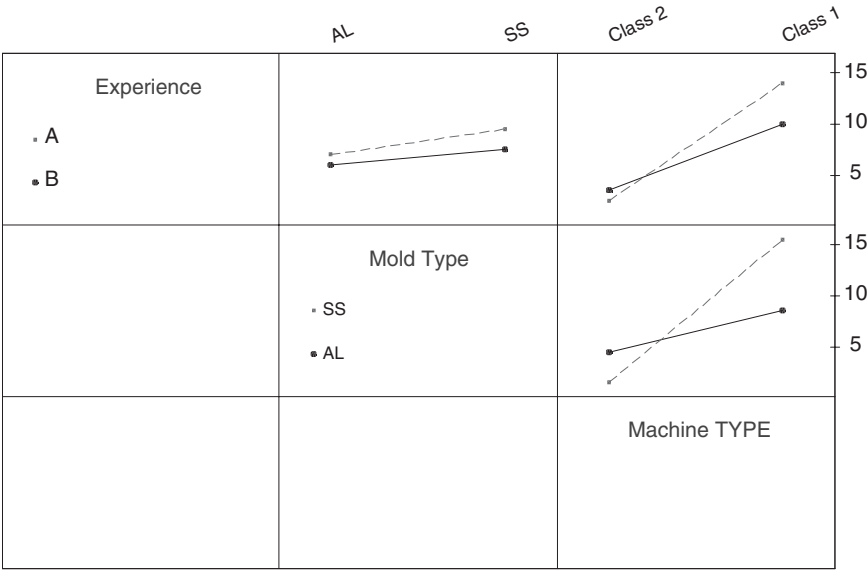 AL SS Class 2 Class 1
Experience
A
B
15
10
5
Mold Type
SS
AL
15
10
5
Machine TYPE